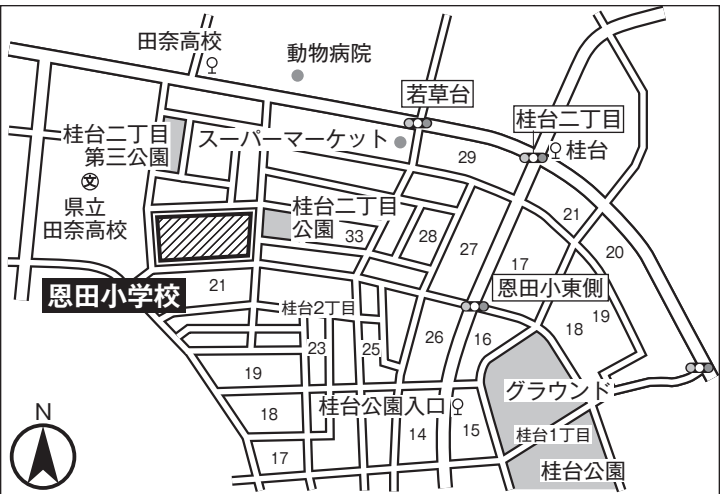 田奈高校
動物病院
若草台
桂台二丁目
桂台
桂台二丁目
第三公園
スーパーマーケット
29
文
県立
田奈高校
桂台二丁目
公園
33
28
27
21
20
17
恩田小学校
21
恩田小東側
桂台2丁目
18
19
23
25
26
16
19
グラウンド
18
桂台公園入口
14
15
桂台1丁目
17
桂台公園
N